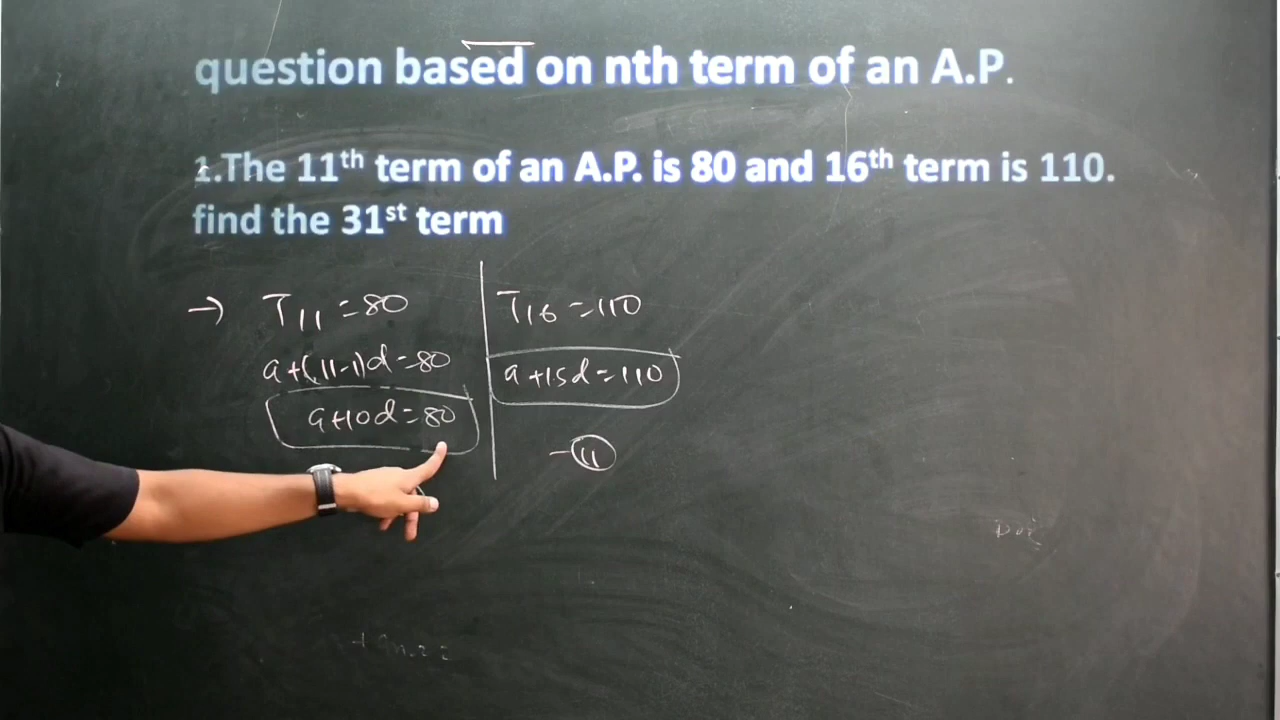 question based on nth term of an A.P.
1.The 11th term of an A.P. is 80 and 16th term is 110.
find the 31st term
→ T11 = 80
a+(11-1)d=80
a+10d=80
T16=110
a+15d=110
-(11)